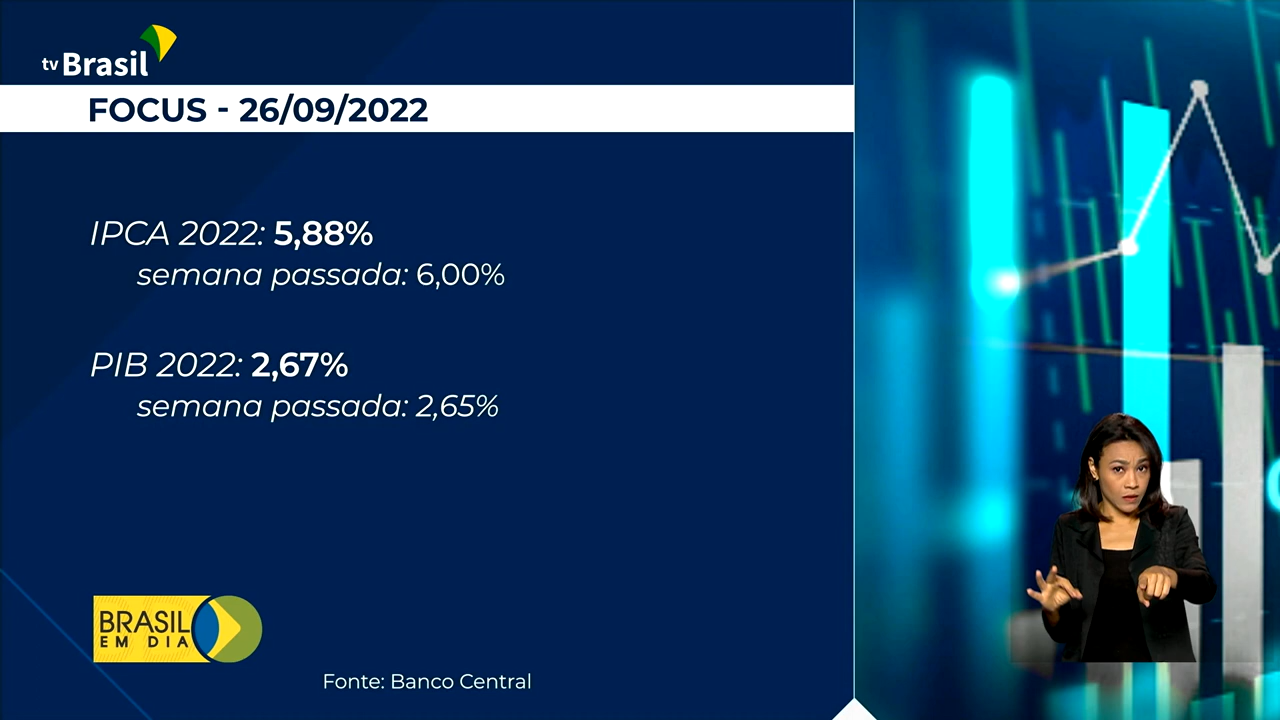 tv Brasil
FOCUS - 26/09/2022
IPCA 2022: 5,88%
semana passada: 6,00%
PIB 2022: 2,67%
semana passada: 2,65%
BRASIL
EM DIA
Fonte: Banco Central